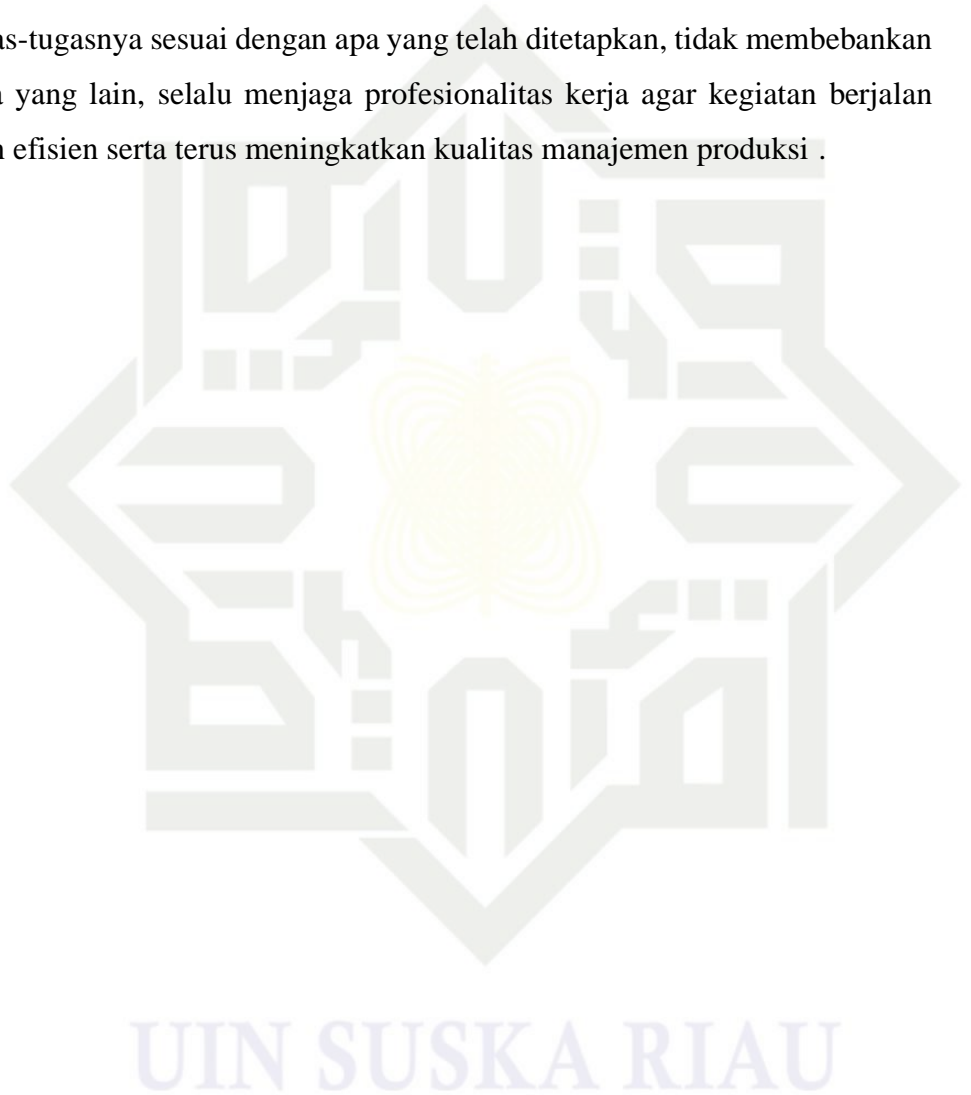 as-tugasnya sesuai dengan apa yang telah ditetapkan, tidak membebankan
yang lain, selalu menjaga profesionalitas kerja agar kegiatan berjalan
efisien serta terus meningkatkan kualitas manajemen produksi .
UIN SUSKA RIAU